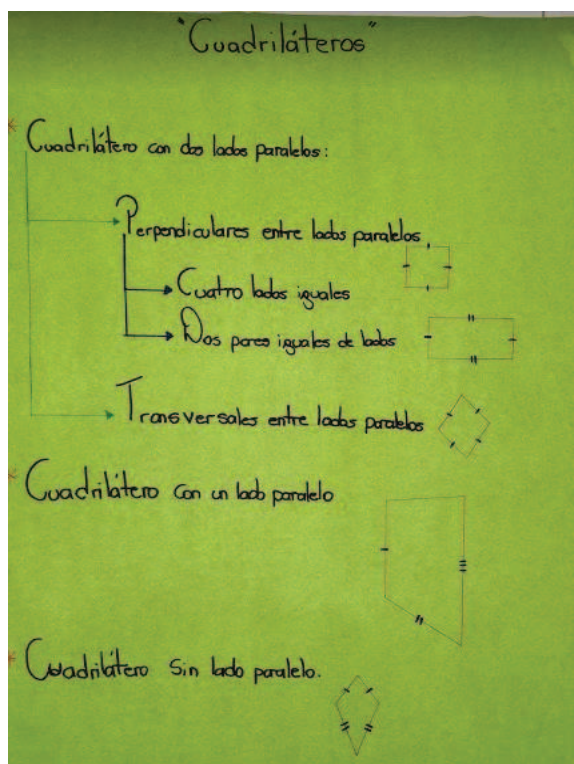 "Cuadriláteros"
* Cuadrilátero con dos lados paralelos:
Perpendiculares entre lados paralelos
Cuatro lados iguales
Dos pares iguales de lados
Transversales entre lados paralelos
* Cuadrilátero con un lado paralelo
* Cuadrilátero Sin lado paralelo.